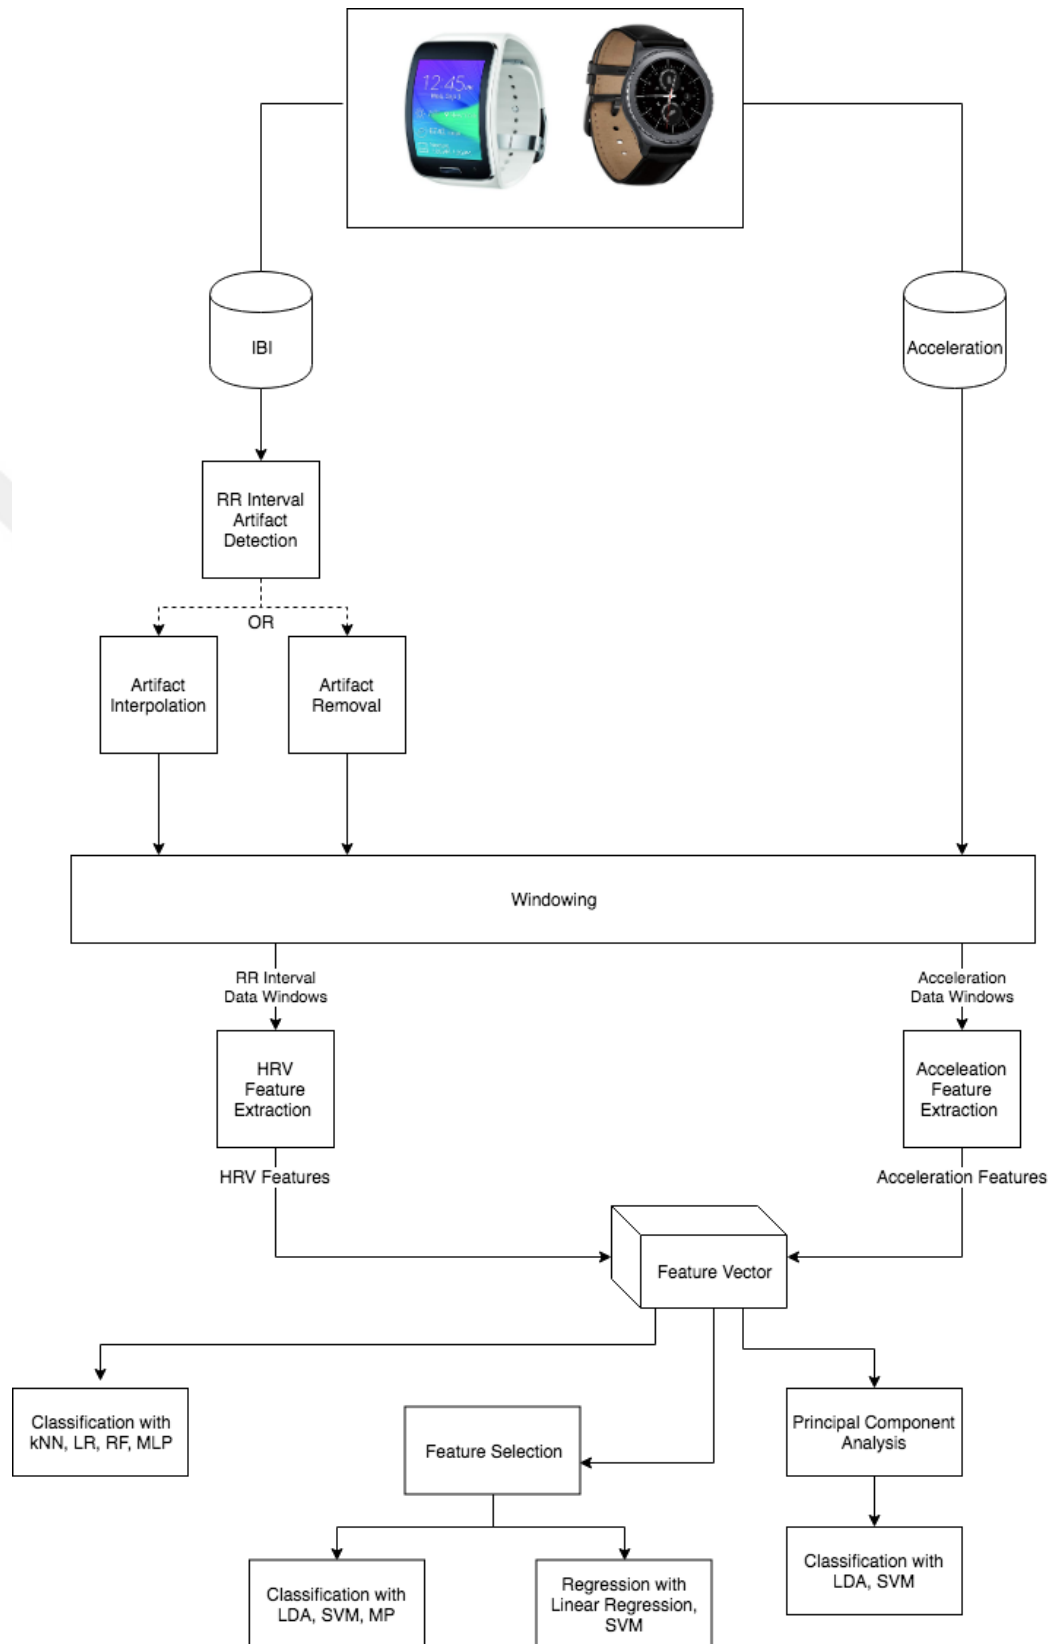 12:45
IBI
Acceleration
RR Interval
Artifact
Detection
OR
Artifact
Interpolation
Artifact
Removal
Windowing
RR Interval
Data Windows
Acceleration
Data Windows
HRV
Feature
Extraction
Acceleation
Feature
Extraction
HRV Features
Acceleration Features
Feature Vector
Classification with
kNN, LR, RF, MLP
Feature Selection
Principal Component
Analysis
Classification with
LDA, SVM, MP
Regression with
Linear Regression,
SVM
Classification with
LDA, SVM